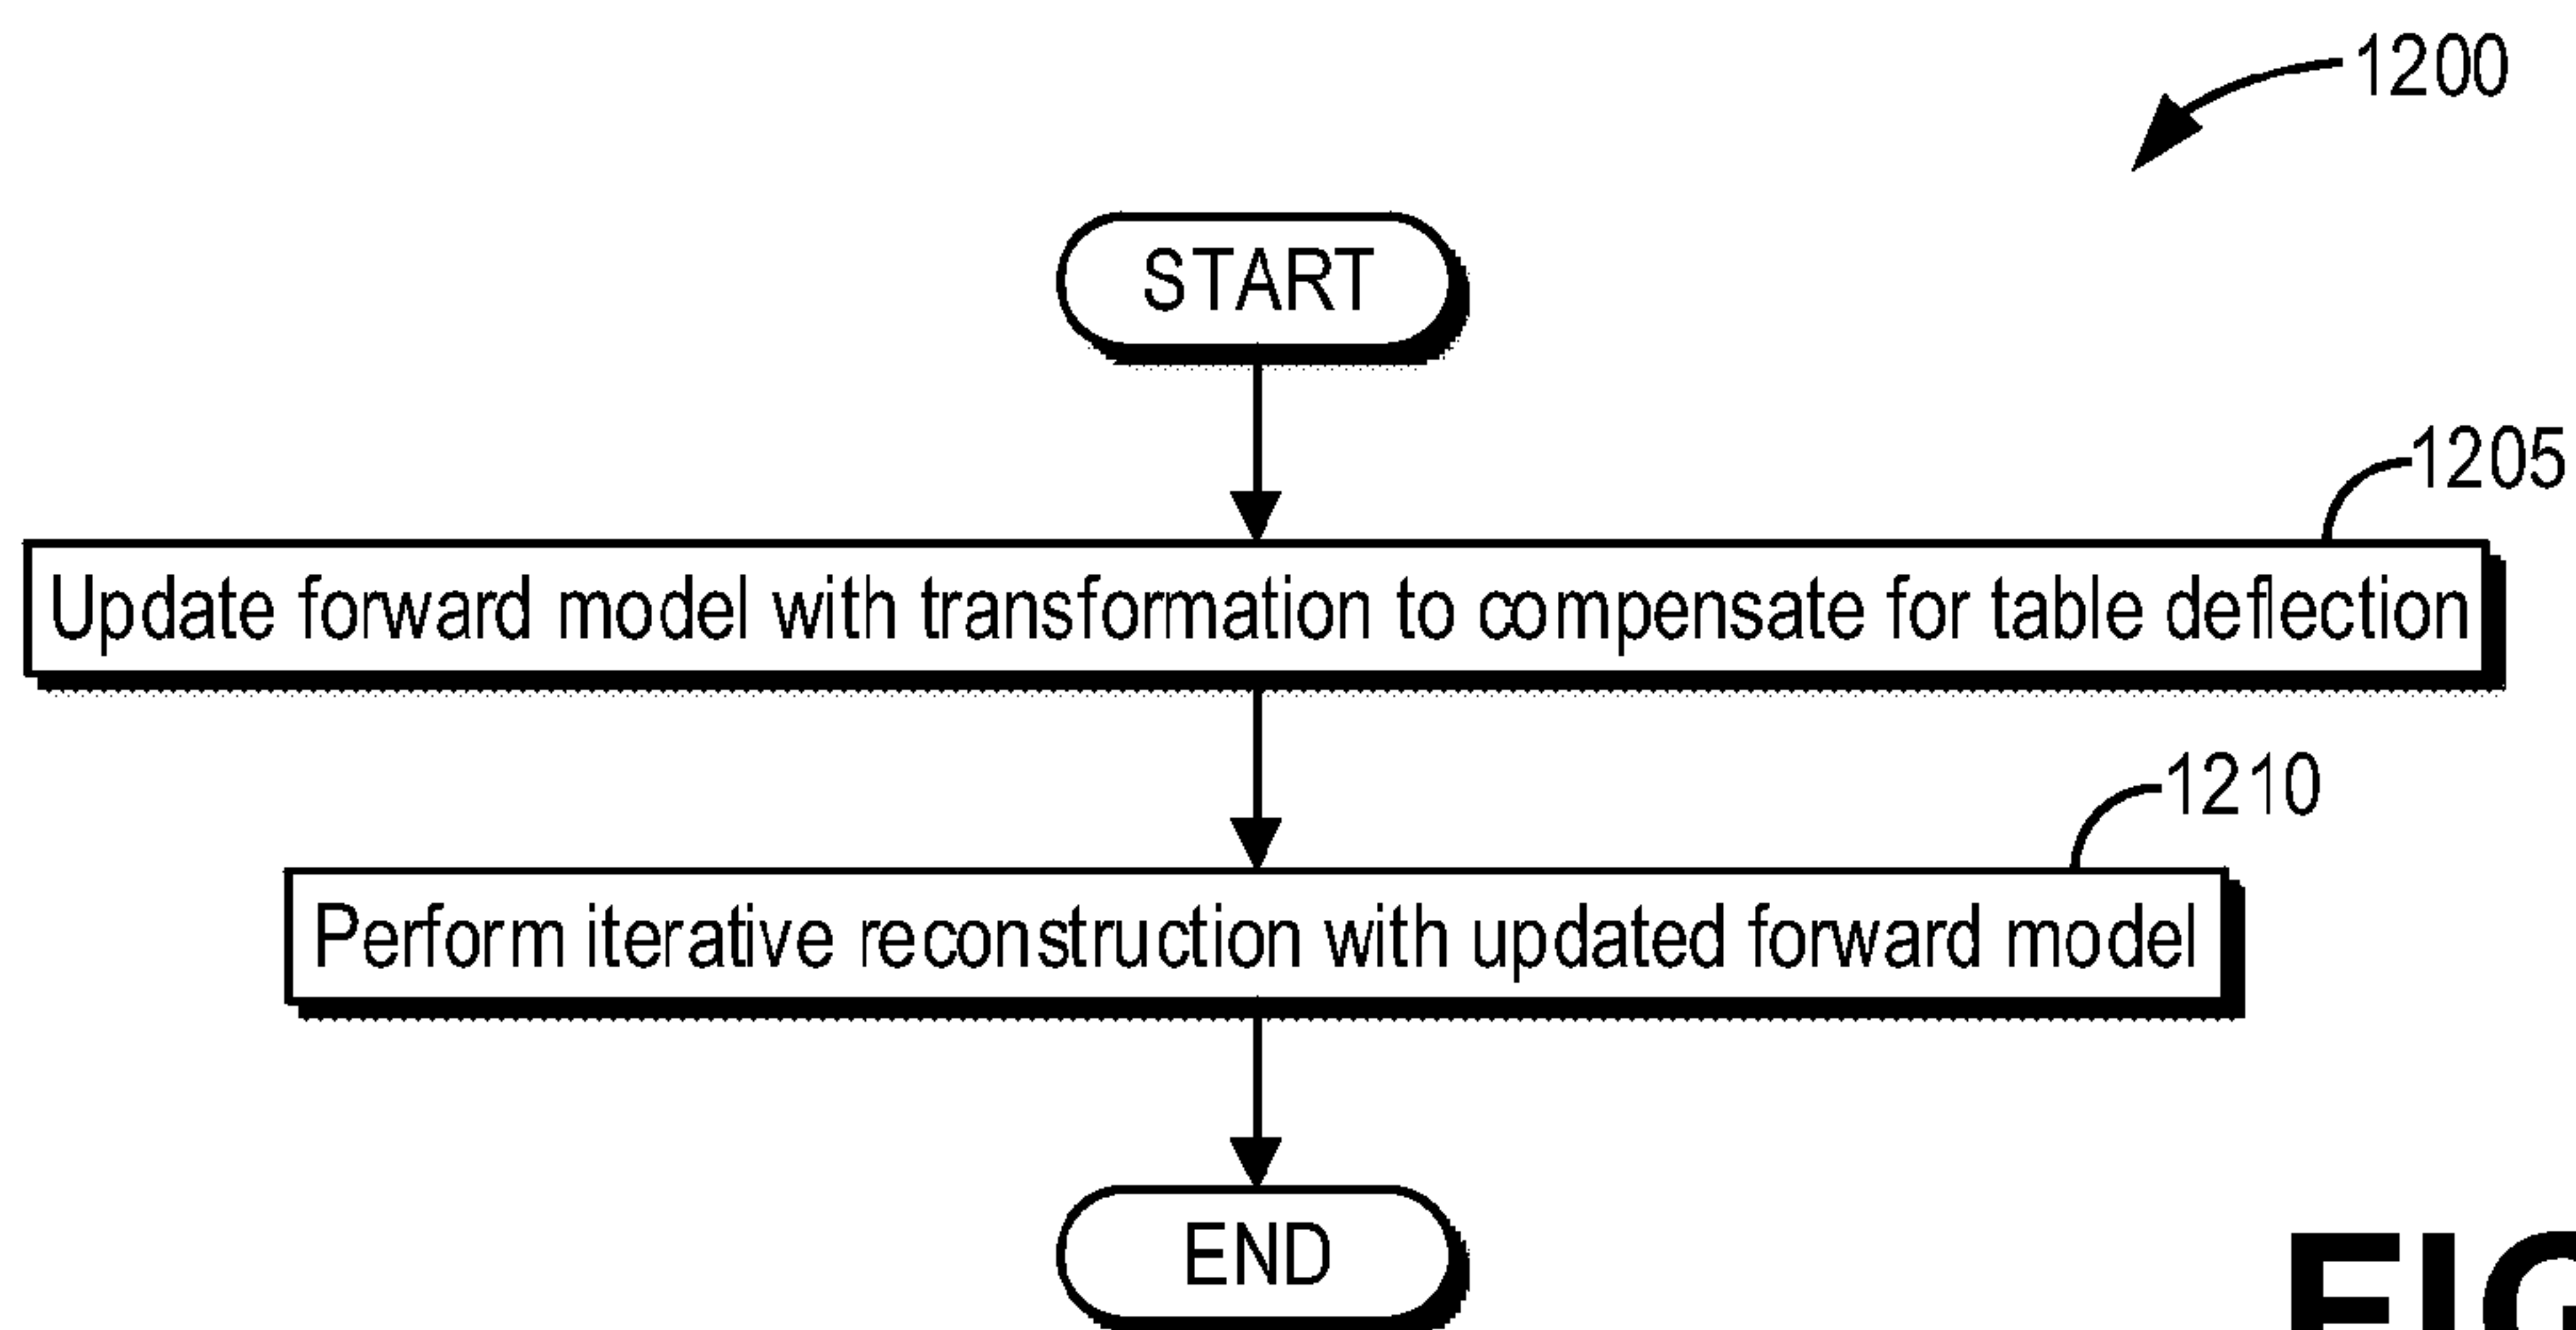 1200
START
1205
Update forward model with transformation to compensate for table deflection
1210
Perform iterative reconstruction with updated forward model
END